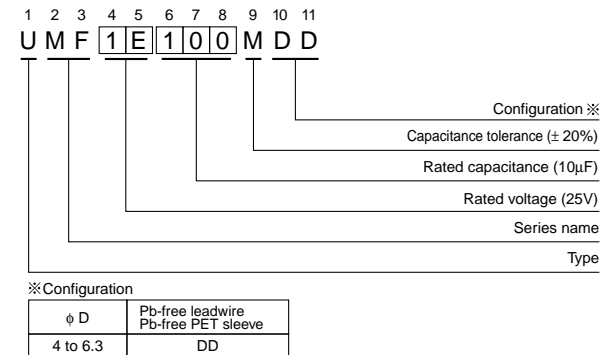 1 2 3 4 5 6 7 8 9 10 11
U M F 1 E 1 0 0 M D D
Configuration ※
Capacitance tolerance (± 20%)
Rated capacitance (10μF)
Rated voltage (25V)
Series name
Type
※Configuration
ϕ D
Pb-free leadwire
Pb-free PET sleeve
4 to 6.3 DD